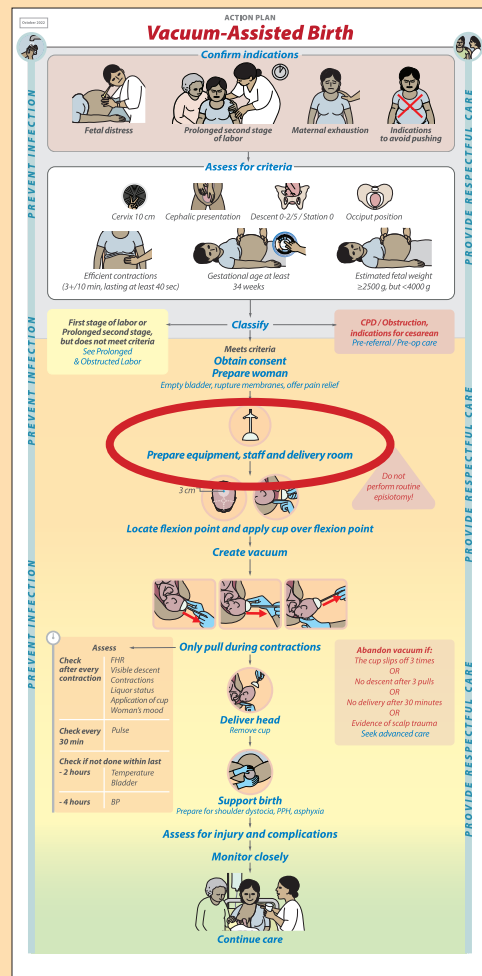 October 2022
ACTION PLAN
Vacuum-Assisted Birth
Confirm indications
Fetal distress
Prolonged second stage
of labor
Maternal exhaustion
Indications
to avoid pushing
Assess for criteria
Cervix 10 cm
Cephalic presentation
Descent 0-2/5 / Station 0
Occiput position
Efficient contractions
(3+/10 min, lasting at least 40 sec)
Gestational age at least
34 weeks
Estimated fetal weight
≥2500 g, but <4000 g
First stage of labor or
Prolonged second stage,
but does not meet criteria
See Prolonged
& Obstructed Labor
Classify
CPD / Obstruction,
indications for cesarean
Pre-referral / Pre-op care
Meets criteria
Obtain consent
Prepare woman
Empty bladder, rupture membranes, offer pain relief
Prepare equipment, staff and delivery room
3 cm
Do not
perform routine
episiotomy!
Locate flexion point and apply cup over flexion point
Create vacuum
Only pull during contractions
Assess
Check
after every
contraction
FHR
Visible descent
Contractions
Liquor status
Application of cup
Woman's mood
Check every
30 min
Pulse
Check if not done within last
- 2 hours
Temperature
Bladder
- 4 hours
BP
Abandon vacuum if:
The cup slips off 3 times
OR
No descent after 3 pulls
OR
No delivery after 30 minutes
OR
Evidence of scalp trauma
Seek advanced care
Deliver head
Remove cup
Support birth
Prepare for shoulder dystocia, PPH, asphyxia
Assess for injury and complications
Monitor closely
Continue care
PREVENT INFECTION
PREVENT INFECTION
PREVENT INFECTION
PROVIDE RESPECTFUL CARE
PROVIDE RESPECTFUL CARE
PROVIDE RESPECTFUL CARE